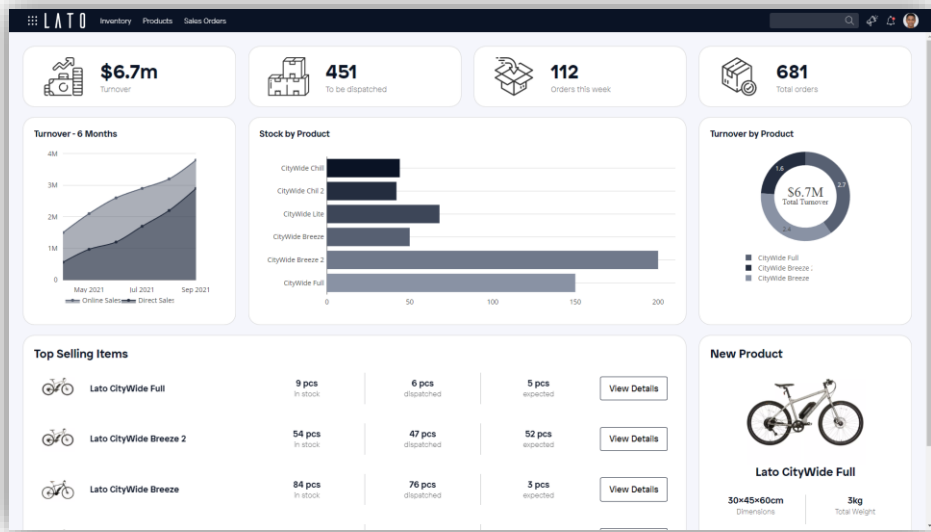 LATO Inventory Products Sales Orders
$6.7m
Turnover
451
To be dispatched
112
Orders this week
681
Total orders
Turnover - 6 Months
4M
3M
2M
1M
0
May 2021 Jul 2021 Sep 2021
Online Sales Direct Sales
Stock by Product
CityWide Chill
CityWide Chil 2
CityWide Lite
CityWide Breeze
CityWide Breeze 2
CityWide Full
0 50 100 150 200
Turnover by Product
1.6
2.7
2.4
$6.7M
Total Turnover
CityWide Full
CityWide Breeze .
CityWide Breeze
Top Selling Items
Lato CityWide Full 9 pcs 6 pcs 5 pcs View Details
In stock dispatched expected
Lato CityWide Breeze 2 54 pcs 47 pcs 52 pcs View Details
In stock dispatched expected
Lato CityWide Breeze 84 pcs 76 pcs 3 pcs View Details
In stock dispatched expected
New Product
Lato CityWide Full
30×45×60cm 3kg
Dimensions Total Weight